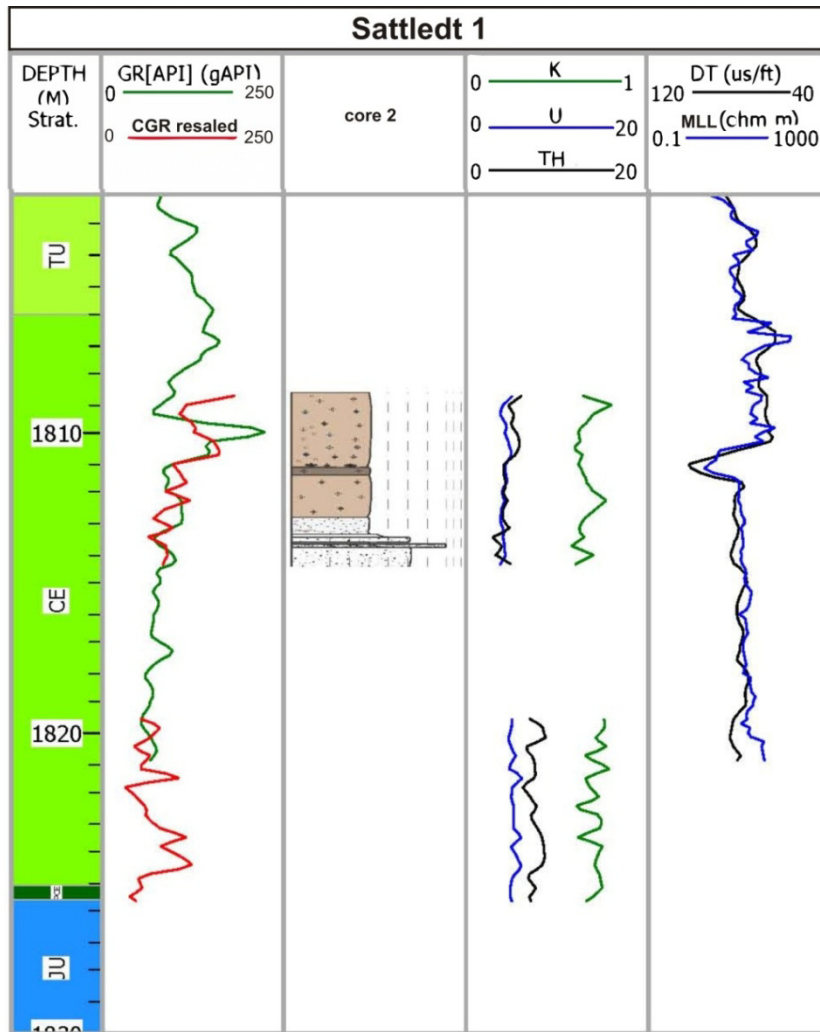 Sattledt 1
DEPTH
(M)
Strat.
GR[API] (gAPI)
0 250
CGR resaled
0 250
core 2
K
0 1
U
0 20
TH
0 20
DT (us/ft)
120 40
MLL(chm m)
0.1 1000
TU
1810
CE
1820
JU